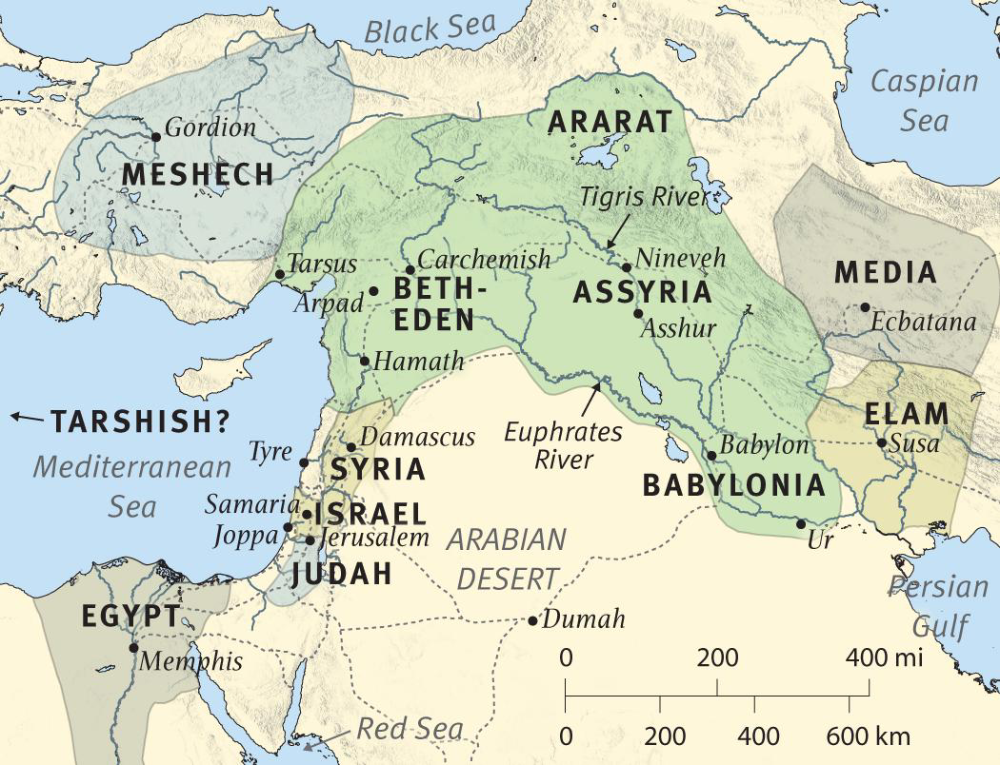 Black Sea
Caspian
Sea
ARARAT
Gordion
MESHECH
Tigris River
Tarsus
Carchemish
Nineveh
MEDIA
BETH-
EDEN
ASSYRIA
Arpad
Ecbatana
Asshur
Hamath
TARSHISH?
ELAM
Damascus
Euphrates
River
Susa
Tyre
Babylon
Mediterranean
Sea
SYRIA
BABYLONIA
Samaria
ISRAEL
Joppa
Jerusalem
ARABIAN
DESERT
Ur
JUDAH
Persian
Gulf
EGYPT
Dumah
Memphis
0 200 400 mi
0 200 400 600 km
Red Sea